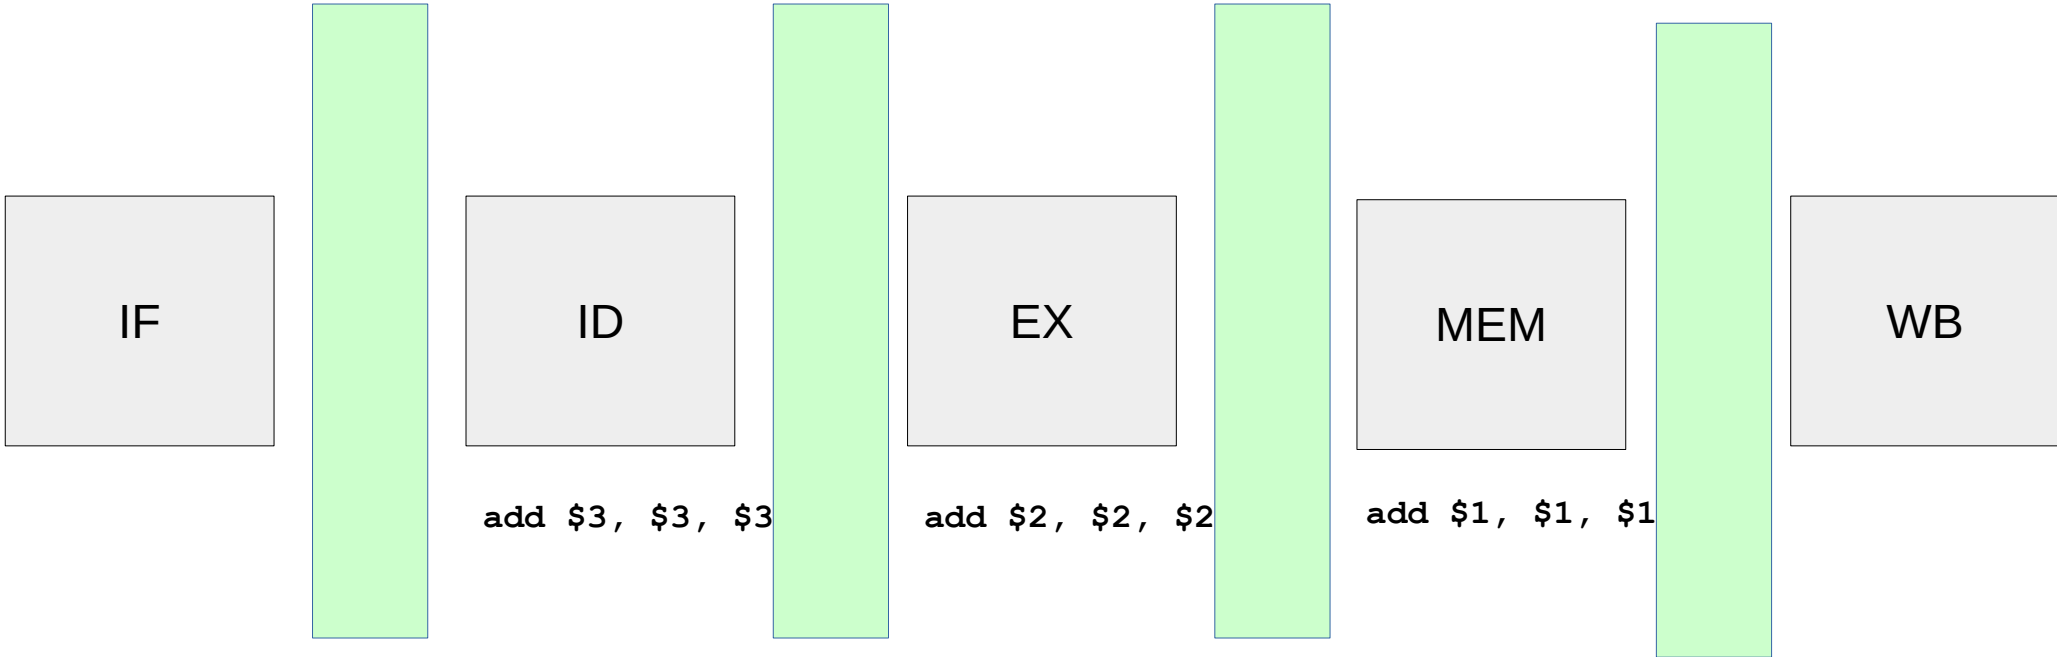 IF
ID
EX
MEM
WB
add $3, $3, $3
add $2, $2, $2
add $1, $1, $1